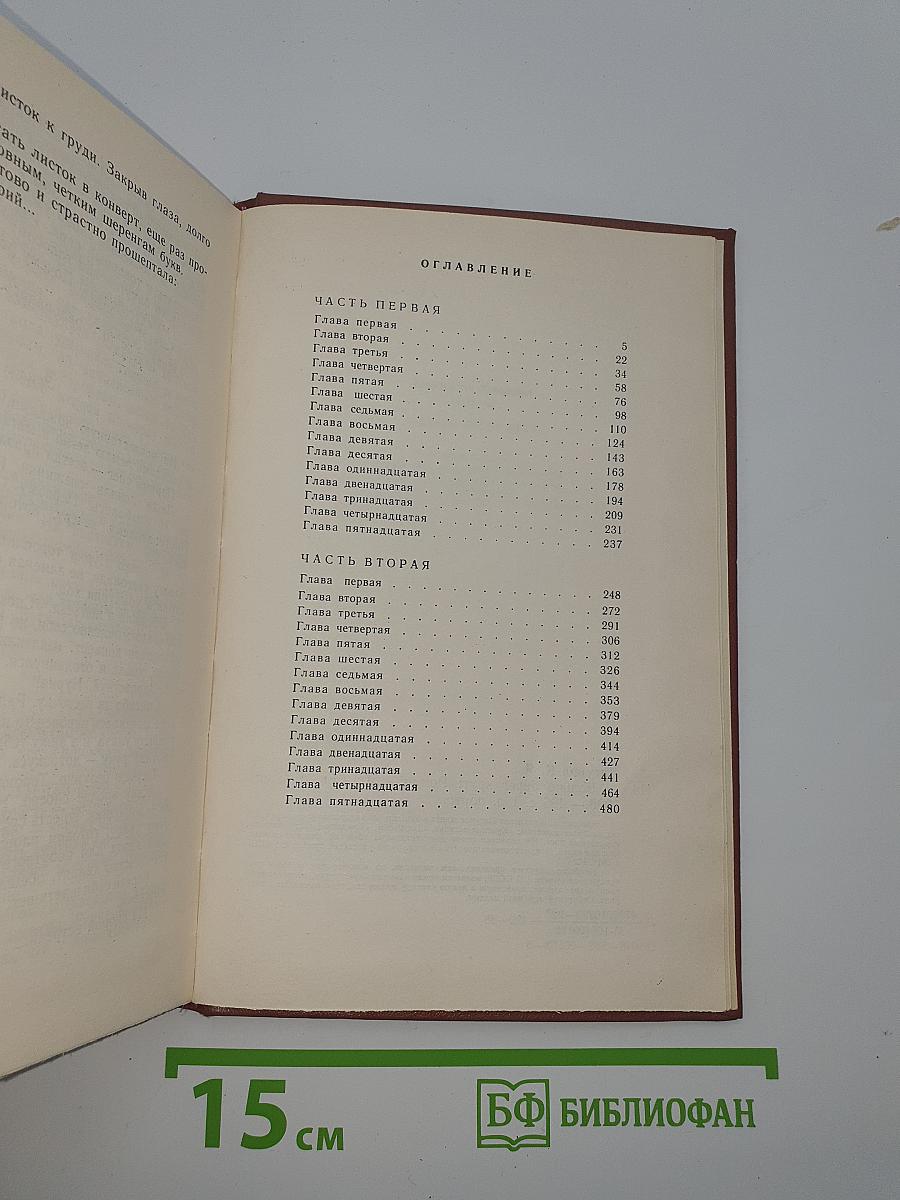 исток к груди. Закрыв глаза, долго
ать листок в конверт, еще раз про-
овным, четким шеренгам букв.
тово и страстно прошептала:
рий...
ОГЛАВЛЕНИЕ
ЧАСТЬ ПЕРВАЯ
Глава первая . . . . . . . . . . 5
Глава вторая . . . . . . . . . . 22
Глава третья . . . . . . . . . . 34
Глава четвертая . . . . . . . . . . 58
Глава пятая . . . . . . . . . . 76
Глава шестая . . . . . . . . . . 98
Глава седьмая . . . . . . . . . . 110
Глава восьмая . . . . . . . . . . 124
Глава девятая . . . . . . . . . . 143
Глава десятая . . . . . . . . . . 163
Глава одиннадцатая . . . . . . . . . . 178
Глава двенадцатая . . . . . . . . . . 194
Глава тринадцатая . . . . . . . . . . 209
Глава четырнадцатая . . . . . . . . . . 231
Глава пятнадцатая . . . . . . . . . . 237
ЧАСТЬ ВТОРАЯ
Глава первая . . . . . . . . . . 248
Глава вторая . . . . . . . . . . 272
Глава третья . . . . . . . . . . 291
Глава четвертая . . . . . . . . . . 306
Глава пятая . . . . . . . . . . 312
Глава шестая . . . . . . . . . . 326
Глава седьмая . . . . . . . . . . 344
Глава восьмая . . . . . . . . . . 353
Глава девятая . . . . . . . . . . 379
Глава десятая . . . . . . . . . . 394
Глава одиннадцатая . . . . . . . . . . 414
Глава двенадцатая . . . . . . . . . . 427
Глава тринадцатая . . . . . . . . . . 441
Глава четырнадцатая . . . . . . . . . . 464
Глава пятнадцатая . . . . . . . . . . 480
15 см
БФ БИБЛИОФАН